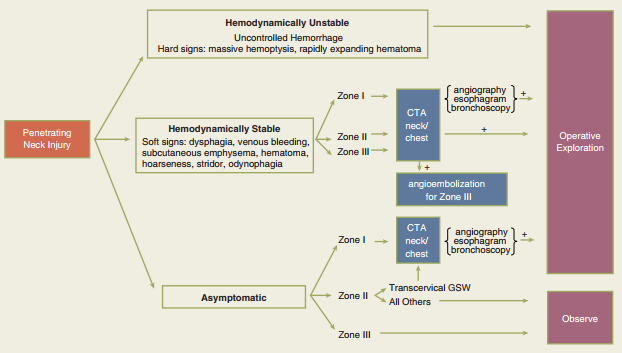 Hemodynamically Unstable
Uncontrolled Hemorrhage
Hard signs: massive hemoptysis, rapidly expanding hematoma
Penetrating
Neck Injury
Hemodynamically Stable
Soft signs: dysphagia, venous bleeding,
subcutaneous emphysema, hematoma,
hoarseness, stridor, odynophagia
Zone I
Zone II
Zone III
CTA
neck/
chest
angiography
esophagram
bronchoscopy
+
+
+
angioembolization
for Zone III
Operative
Exploration
Asymptomatic
Zone I
CTA
neck/
chest
angiography
esophagram
bronchoscopy
+
Zone II
Transcervical GSW
All Others
Zone III
Observe